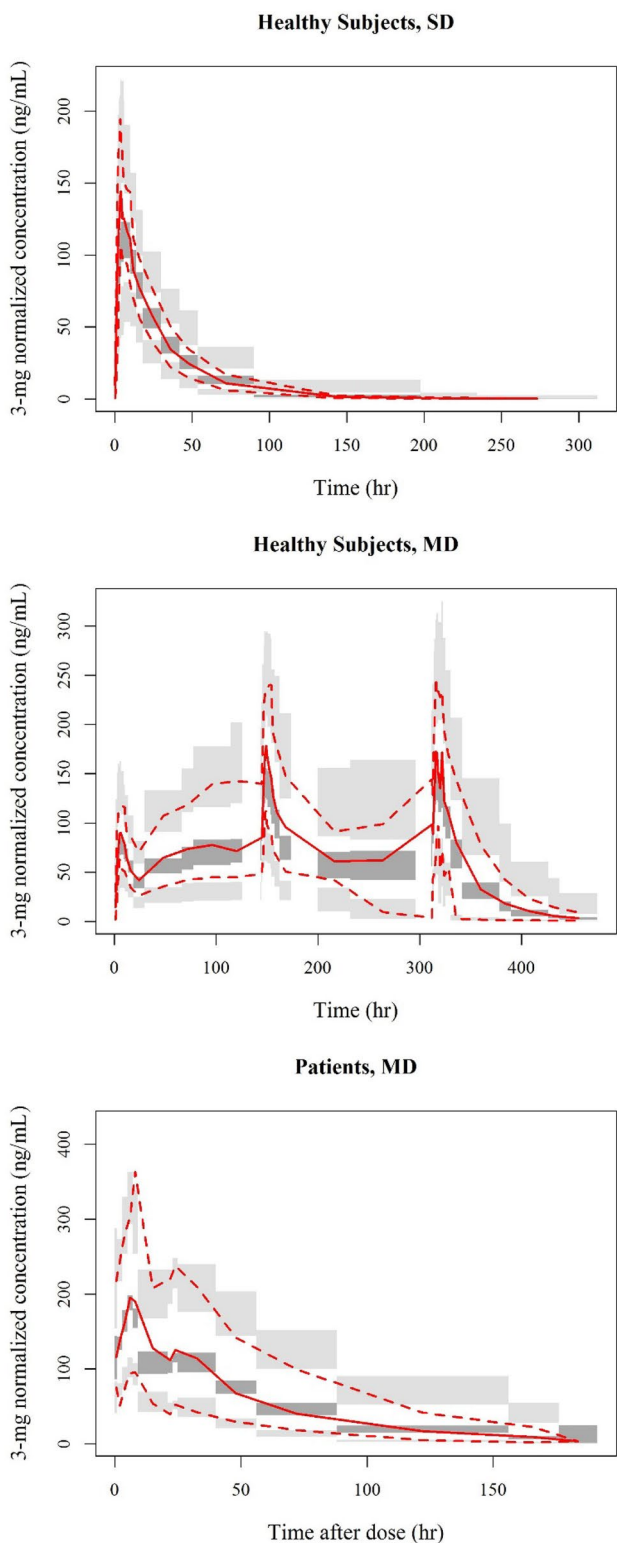 Healthy Subjects, SD
3-mg normalized concentration (ng/mL)
200
150
100
50
0
0 50 100 150 200 250 300
Time (hr)
Healthy Subjects, MD
3-mg normalized concentration (ng/mL)
300
250
200
150
100
50
0
0 100 200 300 400
Time (hr)
Patients, MD
3-mg normalized concentration (ng/mL)
400
300
200
100
0
0 50 100 150
Time after dose (hr)